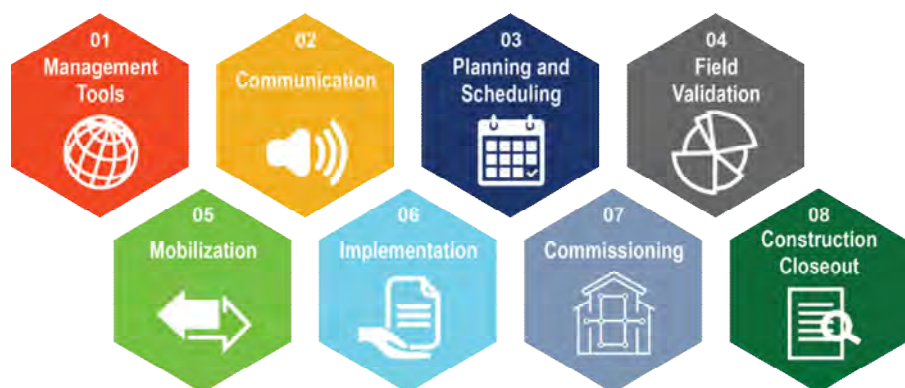 01
Management
Tools
02
Communication
03
Planning and
Scheduling
04
Field
Validation
05
Mobilization
06
Implementation
07
Commissioning
08
Construction
Closeout